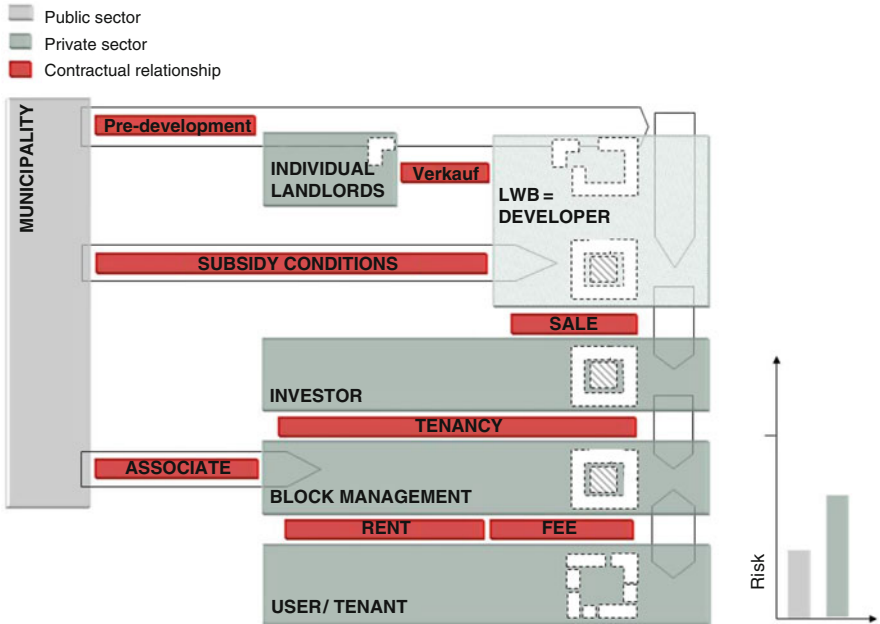 Public sector
Private sector
Contractual relationship
MUNICIPALITY
Pre-development
INDIVIDUAL
LANDLORDS
Verkauf
LWB =
DEVELOPER
SUBSIDY CONDITIONS
SALE
INVESTOR
TENANCY
ASSOCIATE
BLOCK MANAGEMENT
RENT
FEE
USER/ TENANT
Risk